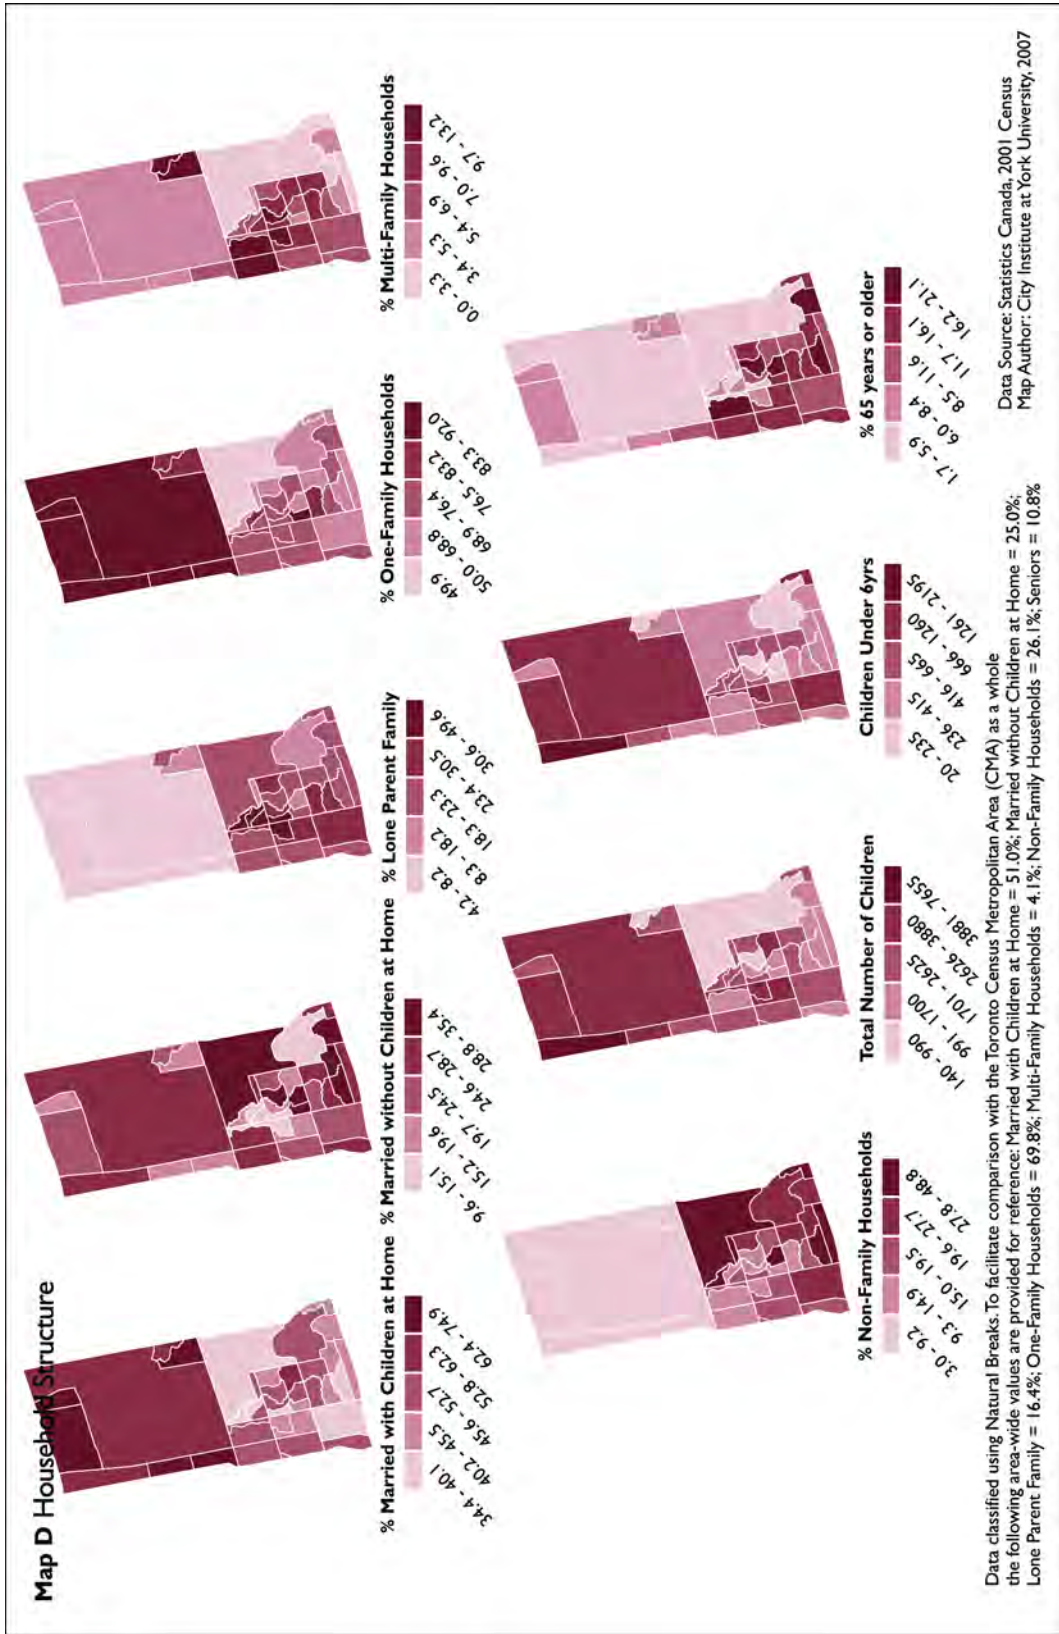 Map D Household Structure
% Married with Children at Home
34.4 - 40.1
40.2 - 45.5
45.6 - 52.7
52.8 - 62.3
62.4 - 74.9
% Married without Children at Home
9.6 - 15.1
15.2 - 19.6
19.7 - 24.5
24.6 - 28.7
28.8 - 35.4
% Lone Parent Family
4.2 - 8.2
8.3 - 18.2
18.3 - 23.3
23.4 - 30.5
30.6 - 49.6
% One-Family Households
49.9
50.0 - 68.8
68.9 - 76.4
76.5 - 83.2
83.3 - 92.0
% Multi-Family Households
0.0 - 3.3
3.4 - 5.3
5.4 - 6.9
7.0 - 9.6
9.7 - 13.2
% Non-Family Households
3.0 - 9.2
9.3 - 14.9
15.0 - 19.5
19.6 - 27.7
27.8 - 48.8
Total Number of Children
140 - 990
991 - 1700
1701 - 2625
2626 - 3880
3881 - 7655
Children Under 6yrs
20 - 235
236 - 415
416 - 665
666 - 1260
1261 - 2195
% 65 years or older
1.7 - 5.9
6.0 - 8.4
8.5 - 11.6
11.7 - 16.1
16.2 - 21.1
Data classified using Natural Breaks. To facilitate comparison with the Toronto Census Metropolitan Area (CMA) as a whole
the following area-wide values are provided for reference: Married with Children at Home = 51.0%; Married without Children at Home = 25.0%;
Lone Parent Family = 16.4%; One-Family Households = 69.8%; Multi-Family Households = 4.1%; Non-Family Households = 26.1%; Seniors = 10.8%
Data Source: Statistics Canada, 2001 Census
Map Author: City Institute at York University, 2007